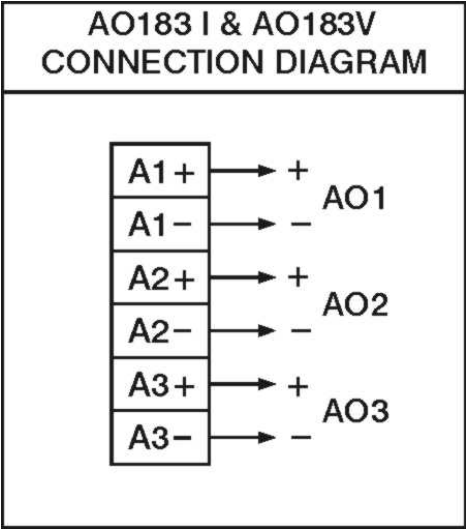 AO183 I & AO183V
CONNECTION DIAGRAM
A1+ +
AO1
A1− −
A2+ +
AO2
A2− −
A3+ +
AO3
A3− −